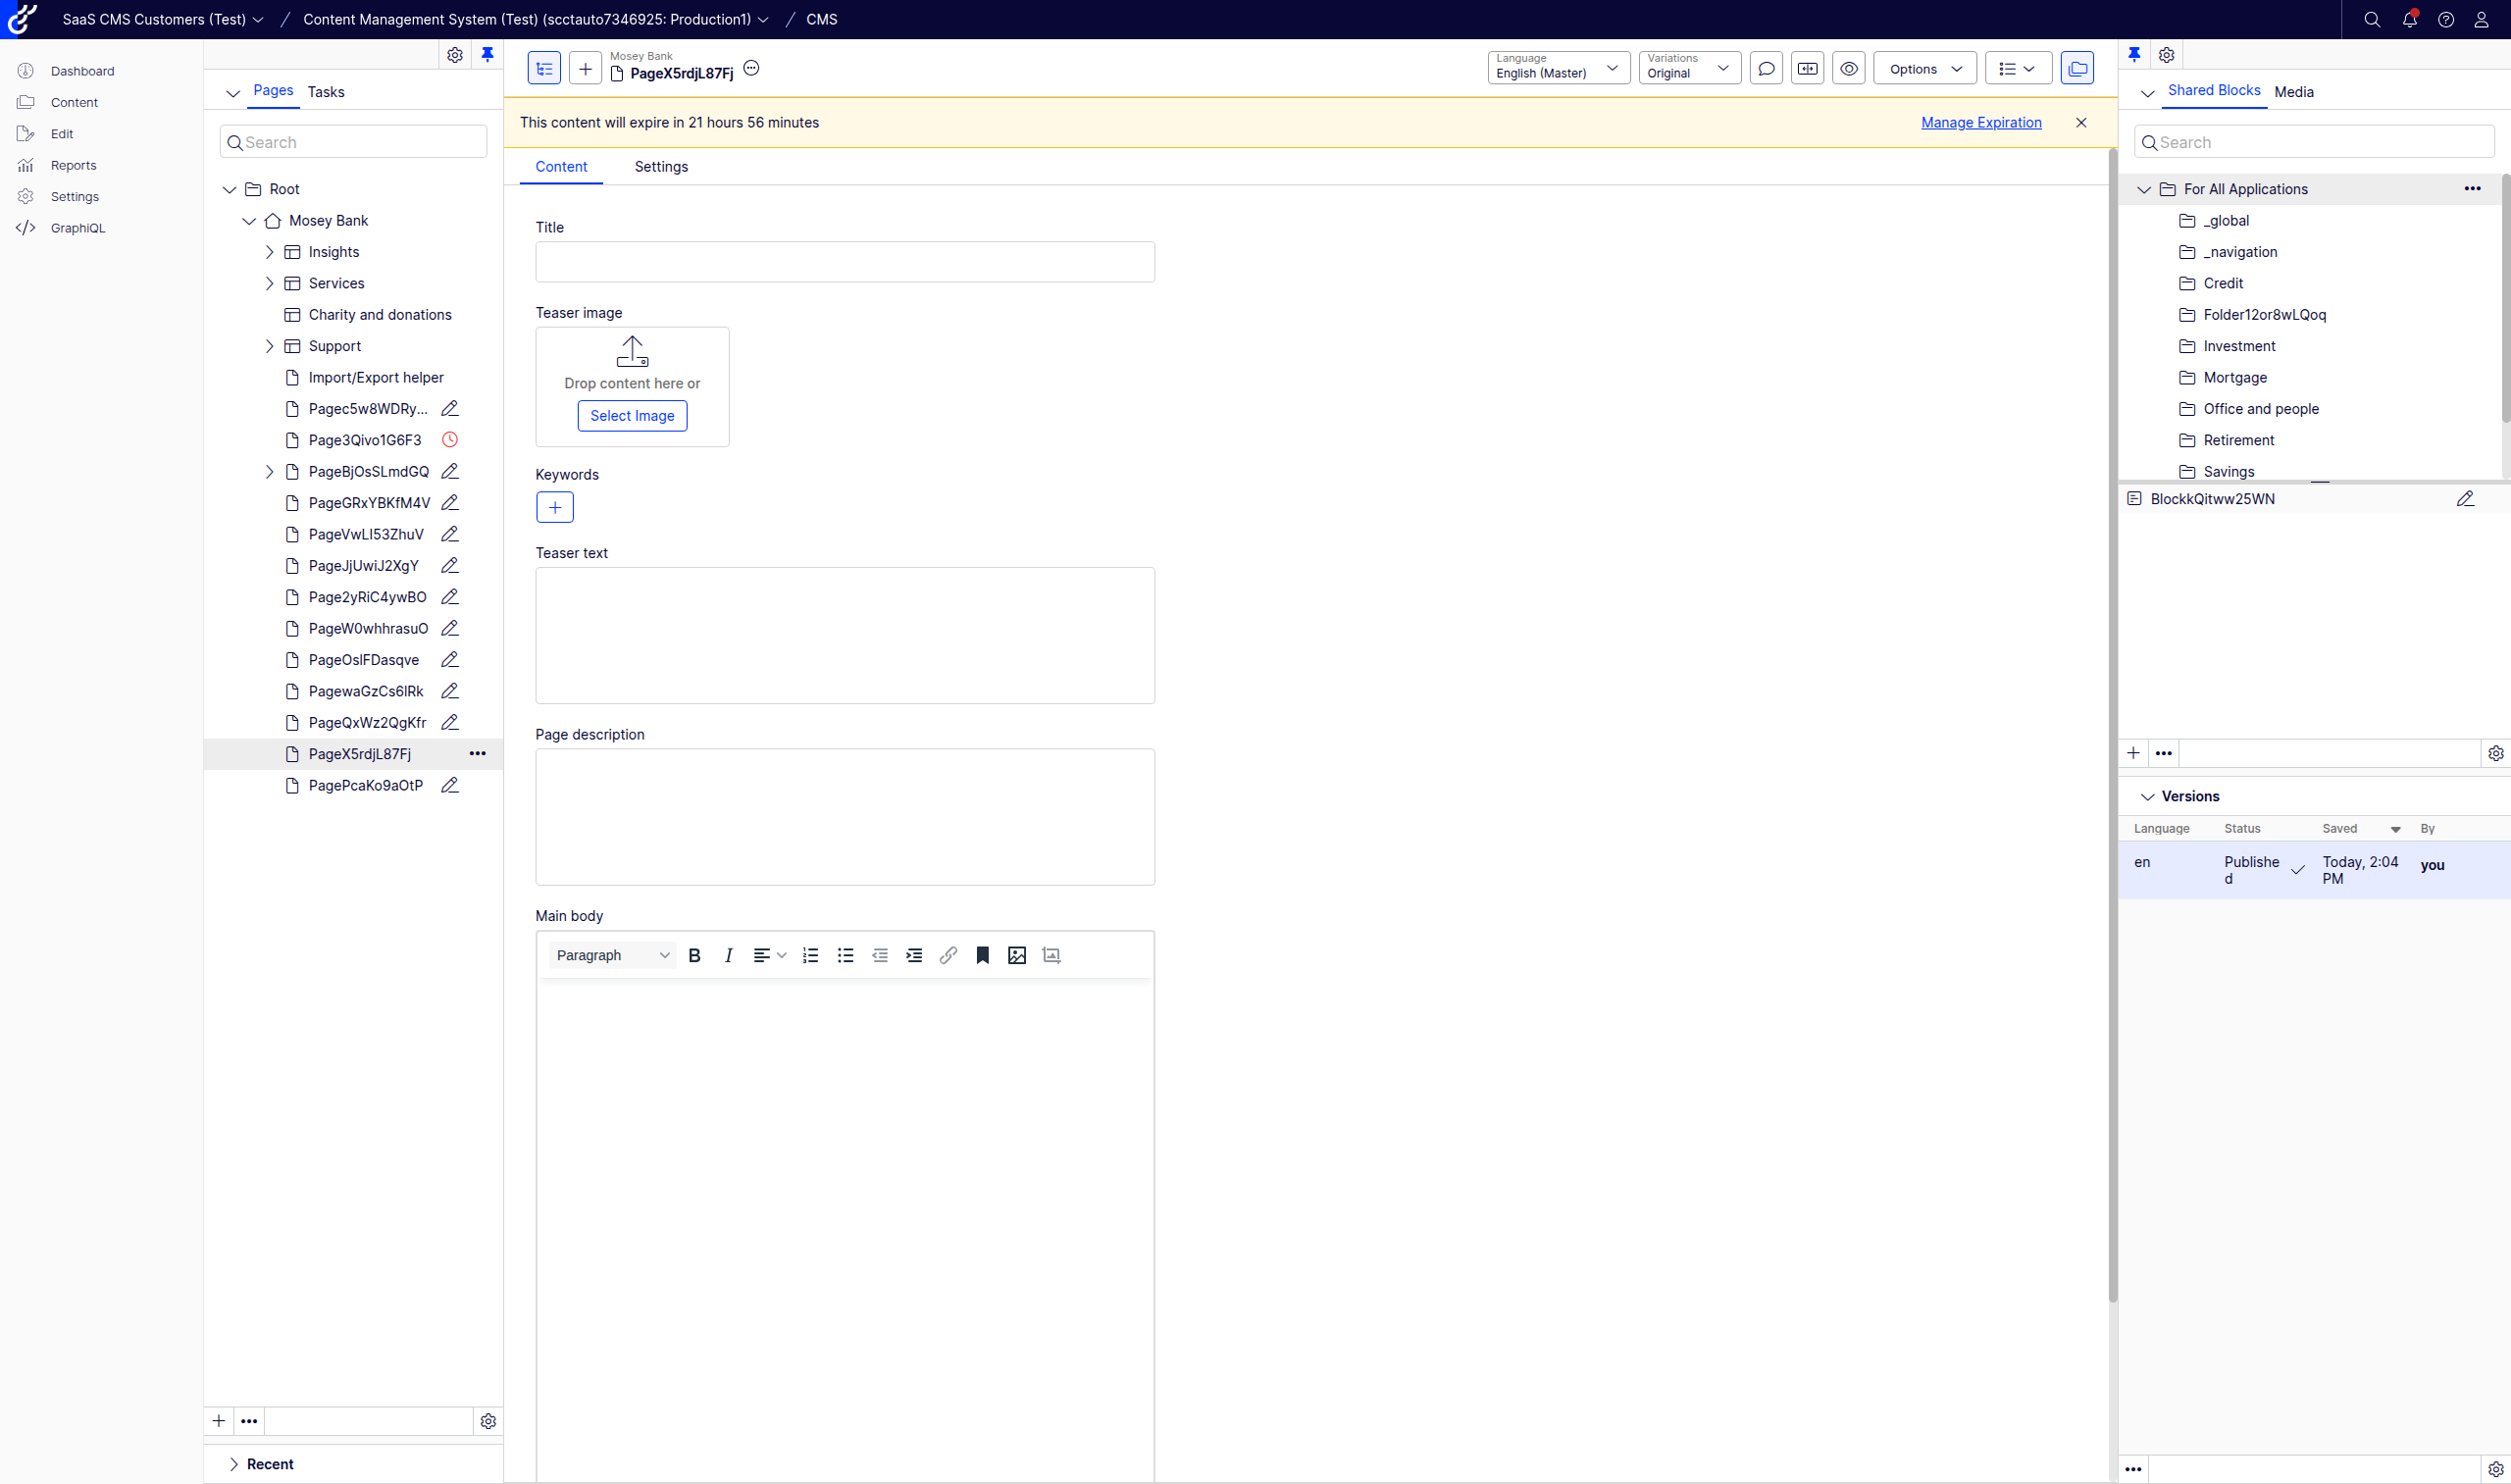 SaaS CMS Customers (Test) / Content Management System (Test) (scctauto7346925: Production1) / CMS
Dashboard
Content
Edit
Reports
Settings
GraphiQL
Pages Tasks
Search
Root
Mosey Bank
Insights
Services
Charity and donations
Support
Import/Export helper
Pagec5w8WDRy...
Page3Qivo1G6F3
PageBjOsSLmdGQ
PageGRxYBKfM4V
PageVwLI53ZhuV
PageJjUwiJ2XgY
Page2yRiC4ywBO
PageW0whhrasuO
PageOsIFDasqve
PagewaGzCs6IRk
PageQxWz2QgKfr
PageX5rdjL87Fj
PagePcaKo9aOtP
Recent
Mosey Bank
PageX5rdjL87Fj
Language
English (Master)
Variations
Original
Options
This content will expire in 21 hours 56 minutes
Manage Expiration
Content Settings
Title
Teaser image
Drop content here or
Select Image
Keywords
Teaser text
Page description
Main body
Paragraph
B I
Shared Blocks Media
Search
For All Applications
_global
_navigation
Credit
Folder12or8wLQoq
Investment
Mortgage
Office and people
Retirement
Savings
BlockkQitww25WN
Versions
Language Status Saved By
en Publishe Today, 2:04 you
d PM